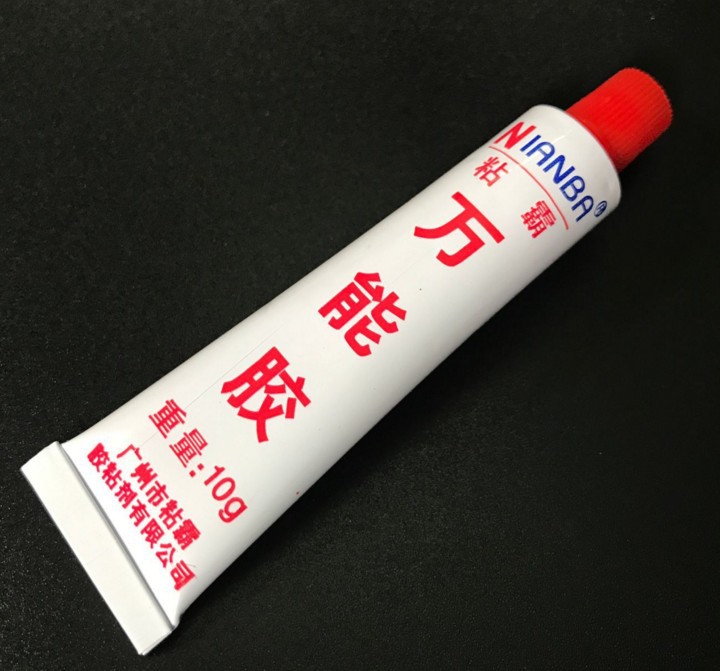 NIANBA®
粘霸
万能胶
重量:10g
广州市粘霸
胶粘剂有限公司